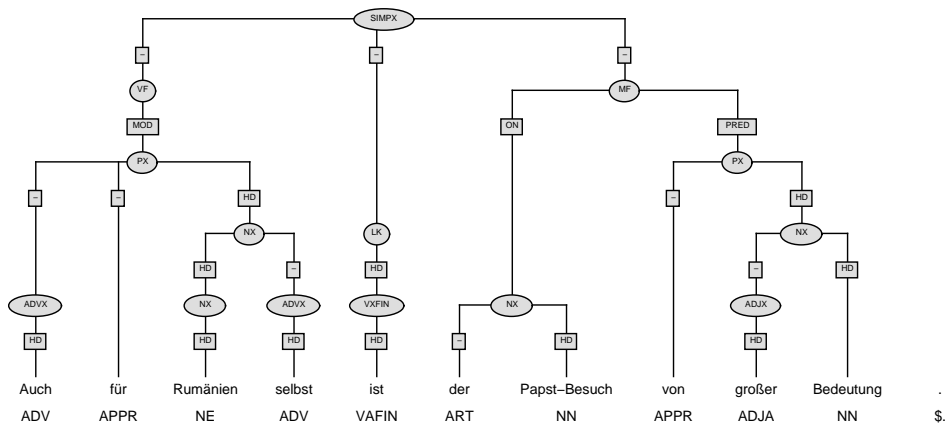 SIMPX
– – –
VF MF
MOD ON PRED
PX PX
– – HD – HD
NX LK NX
HD – HD – HD
ADVX NX ADVX VXFIN NX ADJX
HD HD HD HD – HD HD
Auch für Rumänien selbst ist der Papst–Besuch von großer Bedeutung .
ADV APPR NE ADV VAFIN ART NN APPR ADJA NN $.